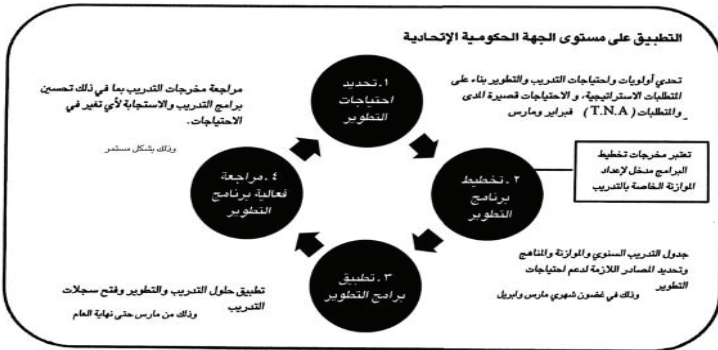 التطبيق على مستوى الجهة الحكومية الإتحادية
١. تحديد
احتياجات
التطوير
تحدي أولويات واحتياجات التدريب والتطوير بناء على
المتطلبات الاستراتيجية، و الاحتياجات قصيرة المدى
والمتطلبات ( T.N.A ) فبراير ومارس
٢. تخطيط
برنامج
التطوير
تعتبر مخرجات تخطيط
البرامج مدخل لإعداد
الموازنة الخاصة بالتدريب
جدول التدريب السنوي والموازنة والمناهج
وتحديد المصادر اللازمة لدعم احتياجات
التطوير
وذلك في غضون شهري مارس وابريل
٣. تطبيق
برامج التطوير
تطبيق حلول التدريب والتطوير وفتح سجلات
التدريب
وذلك من مارس حتى نهاية العام
٤. مراجعة
فعالية برنامج
التطوير
مراجعة مخرجات التدريب بما في ذلك تحسين
برامج التدريب والاستجابة لأي تغير في
الاحتياجات.
وذلك بشكل مستمر